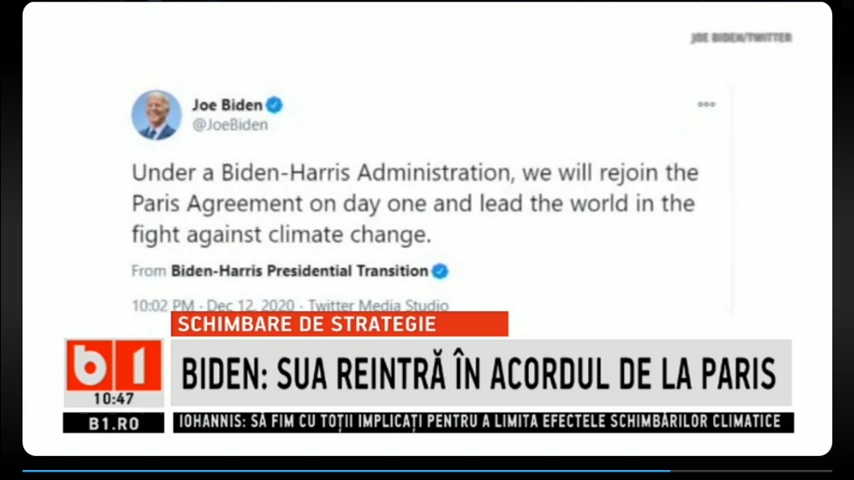 JOE BIDEN/TWITTER
Joe Biden
@JoeBiden
Under a Biden-Harris Administration, we will rejoin the
Paris Agreement on day one and lead the world in the
fight against climate change.
From Biden-Harris Presidential Transition
10:02 PM · Dec 12, 2020 · Twitter Media Studio
SCHIMBARE DE STRATEGIE
b1
BIDEN: SUA REINTRĂ ÎN ACORDUL DE LA PARIS
10:47
B1.RO
IOHANNIS: SĂ FIM CU TOȚII IMPLICAȚI PENTRU A LIMITA EFECTELE SCHIMBĂRILOR CLIMATICE